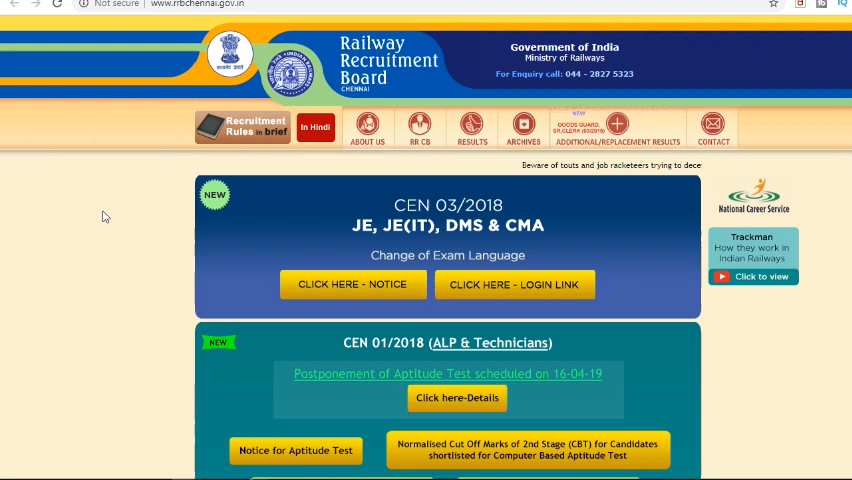 Not secure | www.rrbchennai.gov.in
Railway
Recruitment
Board
CHENNAI
Government of India
Ministry of Railways
For Enquiry call: 044 - 2827 5323
Recruitment
Rules in brief
In Hindi
ABOUT US
RR CB
RESULTS
ARCHIVES
NEW
GOODS GUARD,
SR.CLERK (03/2015)
ADDITIONAL/REPLACEMENT RESULTS
CONTACT
Beware of touts and job racketeers trying to dece
NEW
CEN 03/2018
JE, JE(IT), DMS & CMA
Change of Exam Language
CLICK HERE - NOTICE
CLICK HERE - LOGIN LINK
National Career Service
Trackman
How they work in
Indian Railways
Click to view
NEW
CEN 01/2018 (ALP & Technicians)
Postponement of Aptitude Test scheduled on 16-04-19
Click here-Details
Notice for Aptitude Test
Normalised Cut Off Marks of 2nd Stage (CBT) for Candidates
shortlisted for Computer Based Aptitude Test